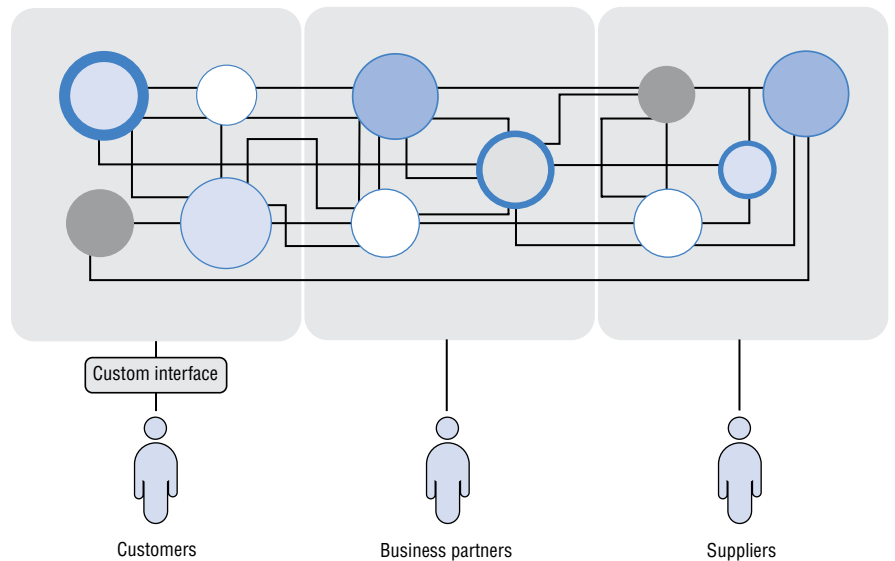 Custom interface
Customers
Business partners
Suppliers